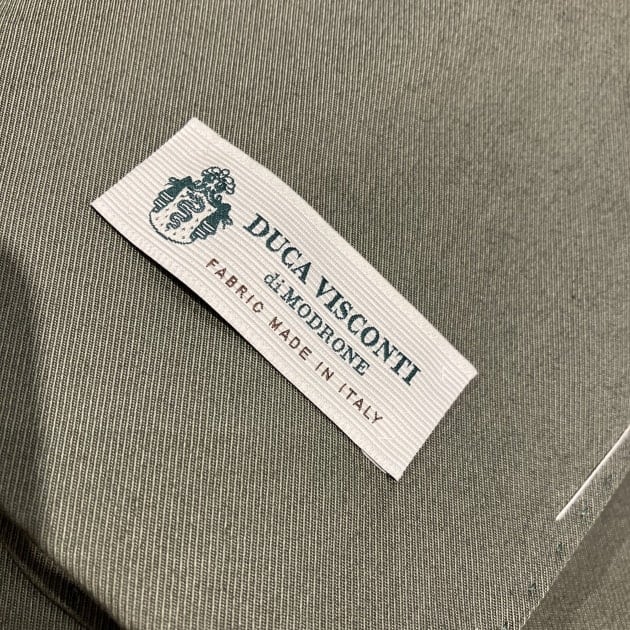 DUCA VISCONTI
di MODRONE
FABRIC MADE IN ITALY